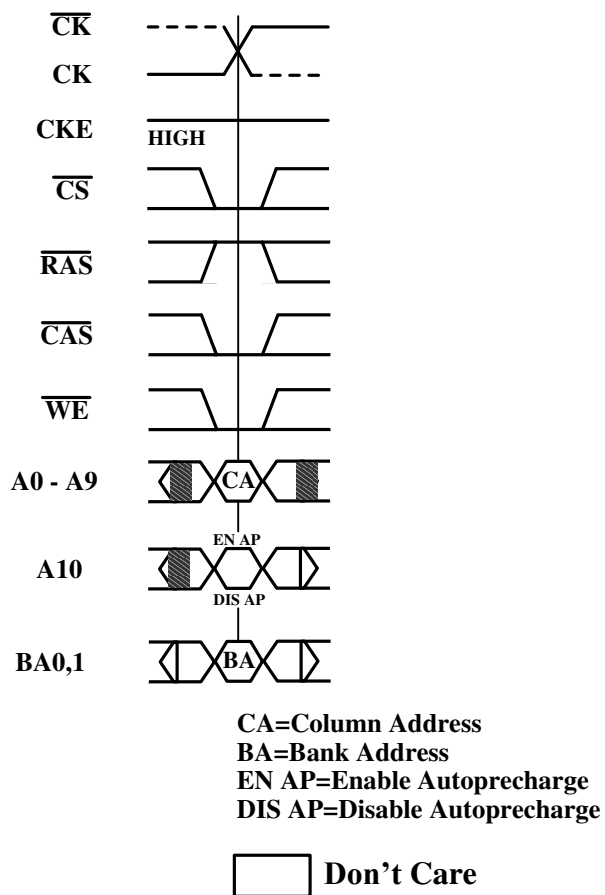 CK
CK
CKE
HIGH
CS
RAS
CAS
WE
A0 - A9
CA
EN AP
A10
DIS AP
BA0,1
BA
CA=Column Address
BA=Bank Address
EN AP=Enable Autoprecharge
DIS AP=Disable Autoprecharge
Don't Care